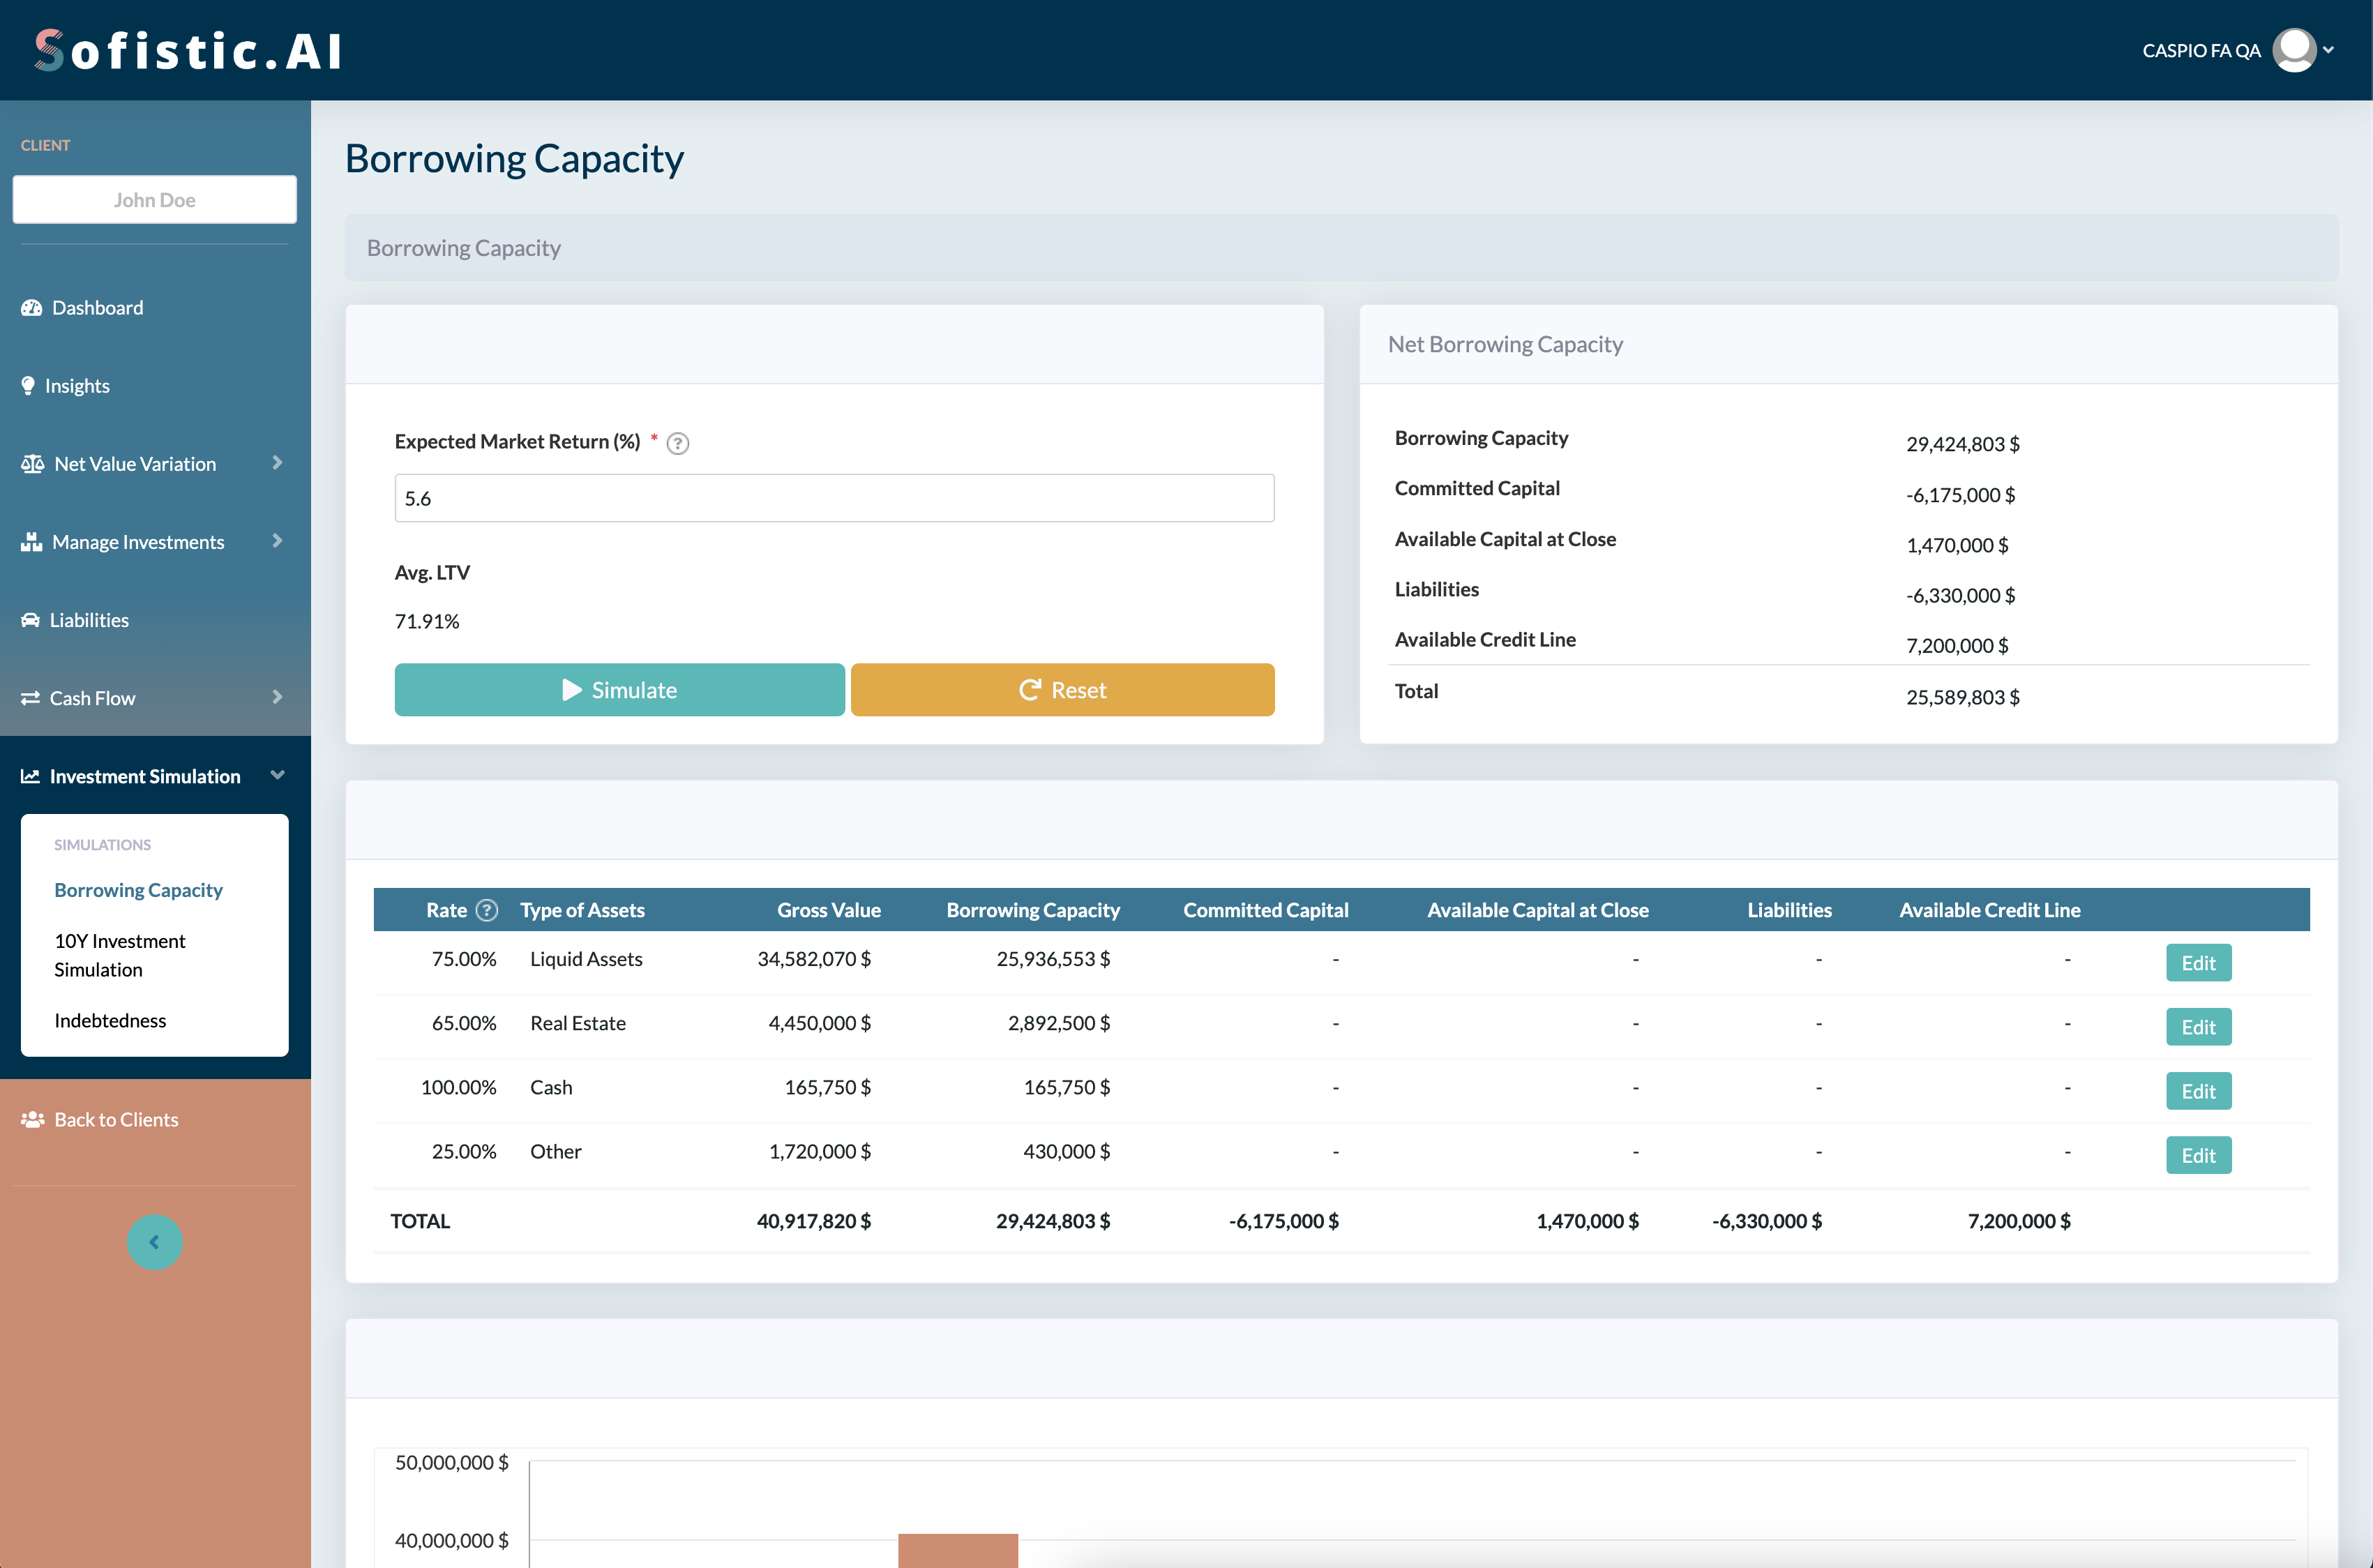 Sofistic.AI
CASPIO FA QA
CLIENT
John Doe
Dashboard
Insights
Net Value Variation
Manage Investments
Liabilities
Cash Flow
Investment Simulation
SIMULATIONS
Borrowing Capacity
10Y Investment
Simulation
Indebtedness
Back to Clients
Borrowing Capacity
Borrowing Capacity
Expected Market Return (%) * ?
5.6
Avg. LTV
71.91%
Simulate Reset
Net Borrowing Capacity
Borrowing Capacity 29,424,803 $
Committed Capital -6,175,000 $
Available Capital at Close 1,470,000 $
Liabilities -6,330,000 $
Available Credit Line 7,200,000 $
Total 25,589,803 $
Rate ? Type of Assets Gross Value Borrowing Capacity Committed Capital Available Capital at Close Liabilities Available Credit Line
75.00% Liquid Assets 34,582,070 $ 25,936,553 $ - - - - Edit
65.00% Real Estate 4,450,000 $ 2,892,500 $ - - - - Edit
100.00% Cash 165,750 $ 165,750 $ - - - - Edit
25.00% Other 1,720,000 $ 430,000 $ - - - - Edit
TOTAL 40,917,820 $ 29,424,803 $ -6,175,000 $ 1,470,000 $ -6,330,000 $ 7,200,000 $
50,000,000 $
40,000,000 $